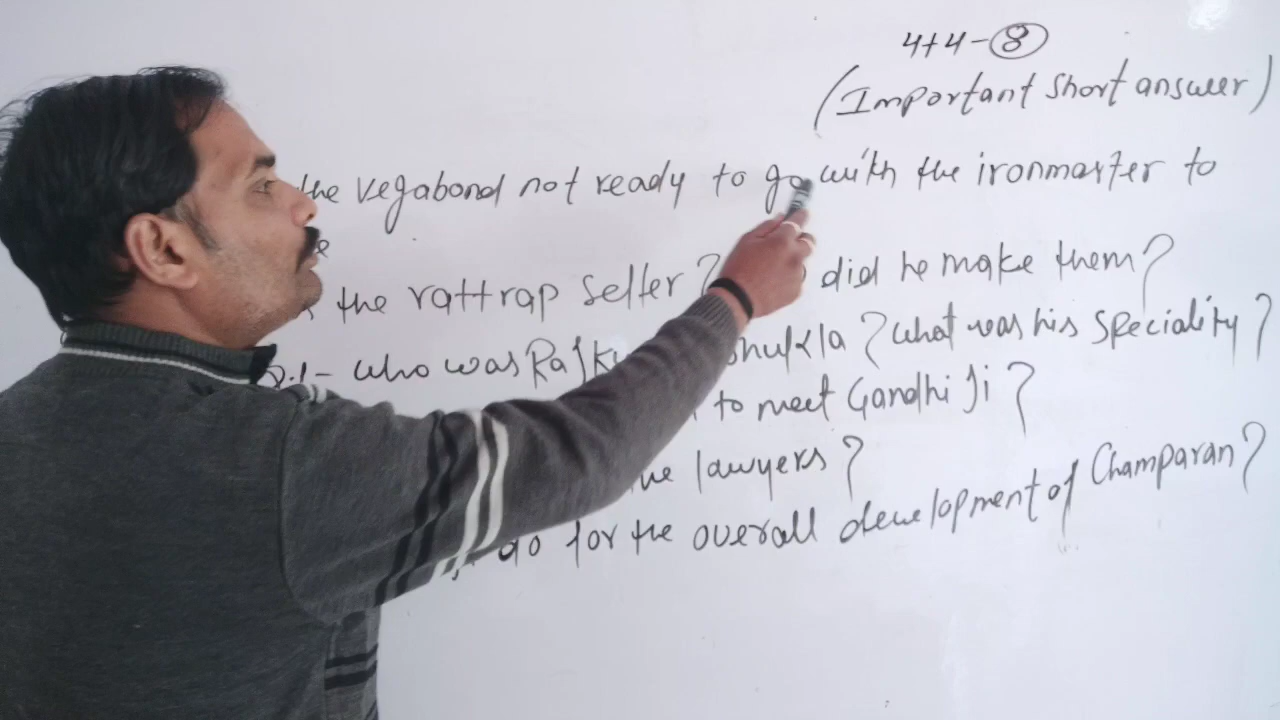 4+4-8
(Important short answer)
the vegabond not ready to go with the ironmaster to
the rattrap seller? did he make them?
Q.1- who was shukla? what was his speciality?
to meet Gandhi Ji?
lawyers?
do for the overall development of Champaran?